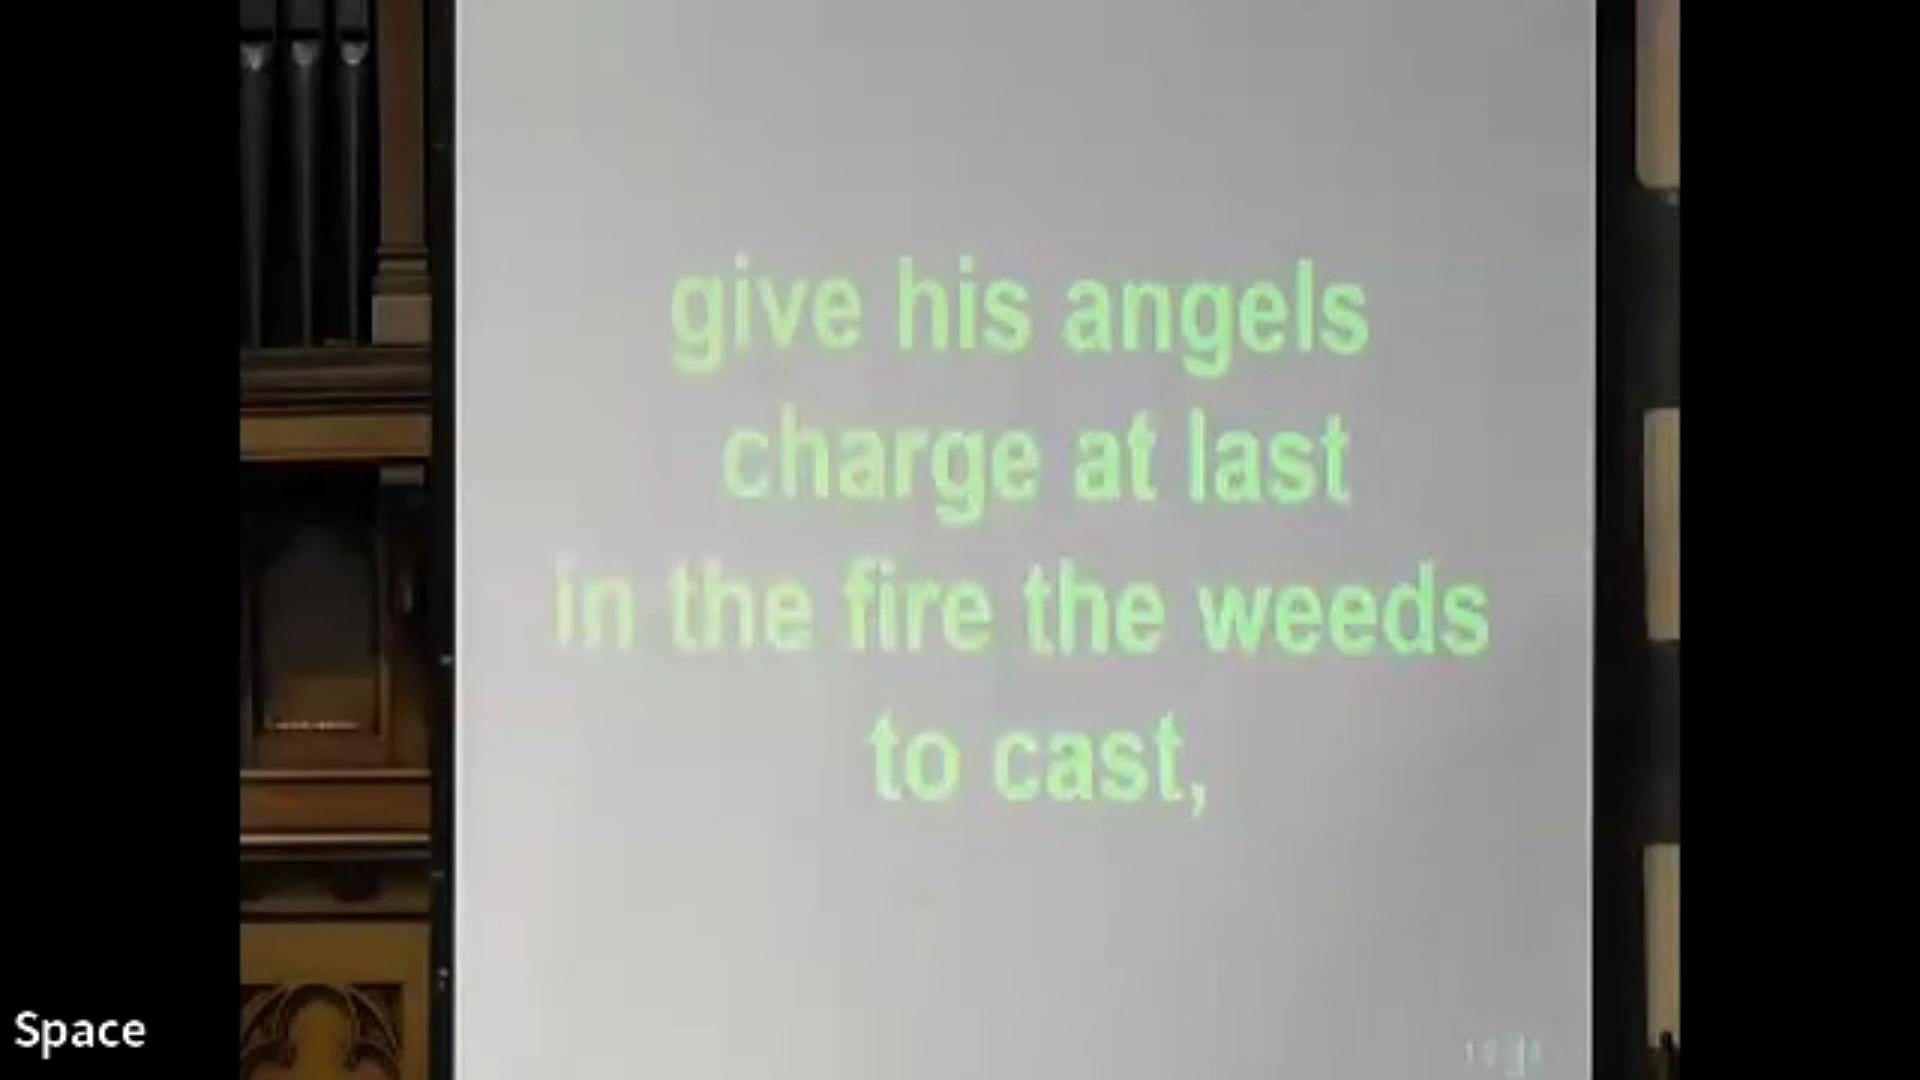 give his angels
charge at last
in the fire the weeds
to cast,
Space